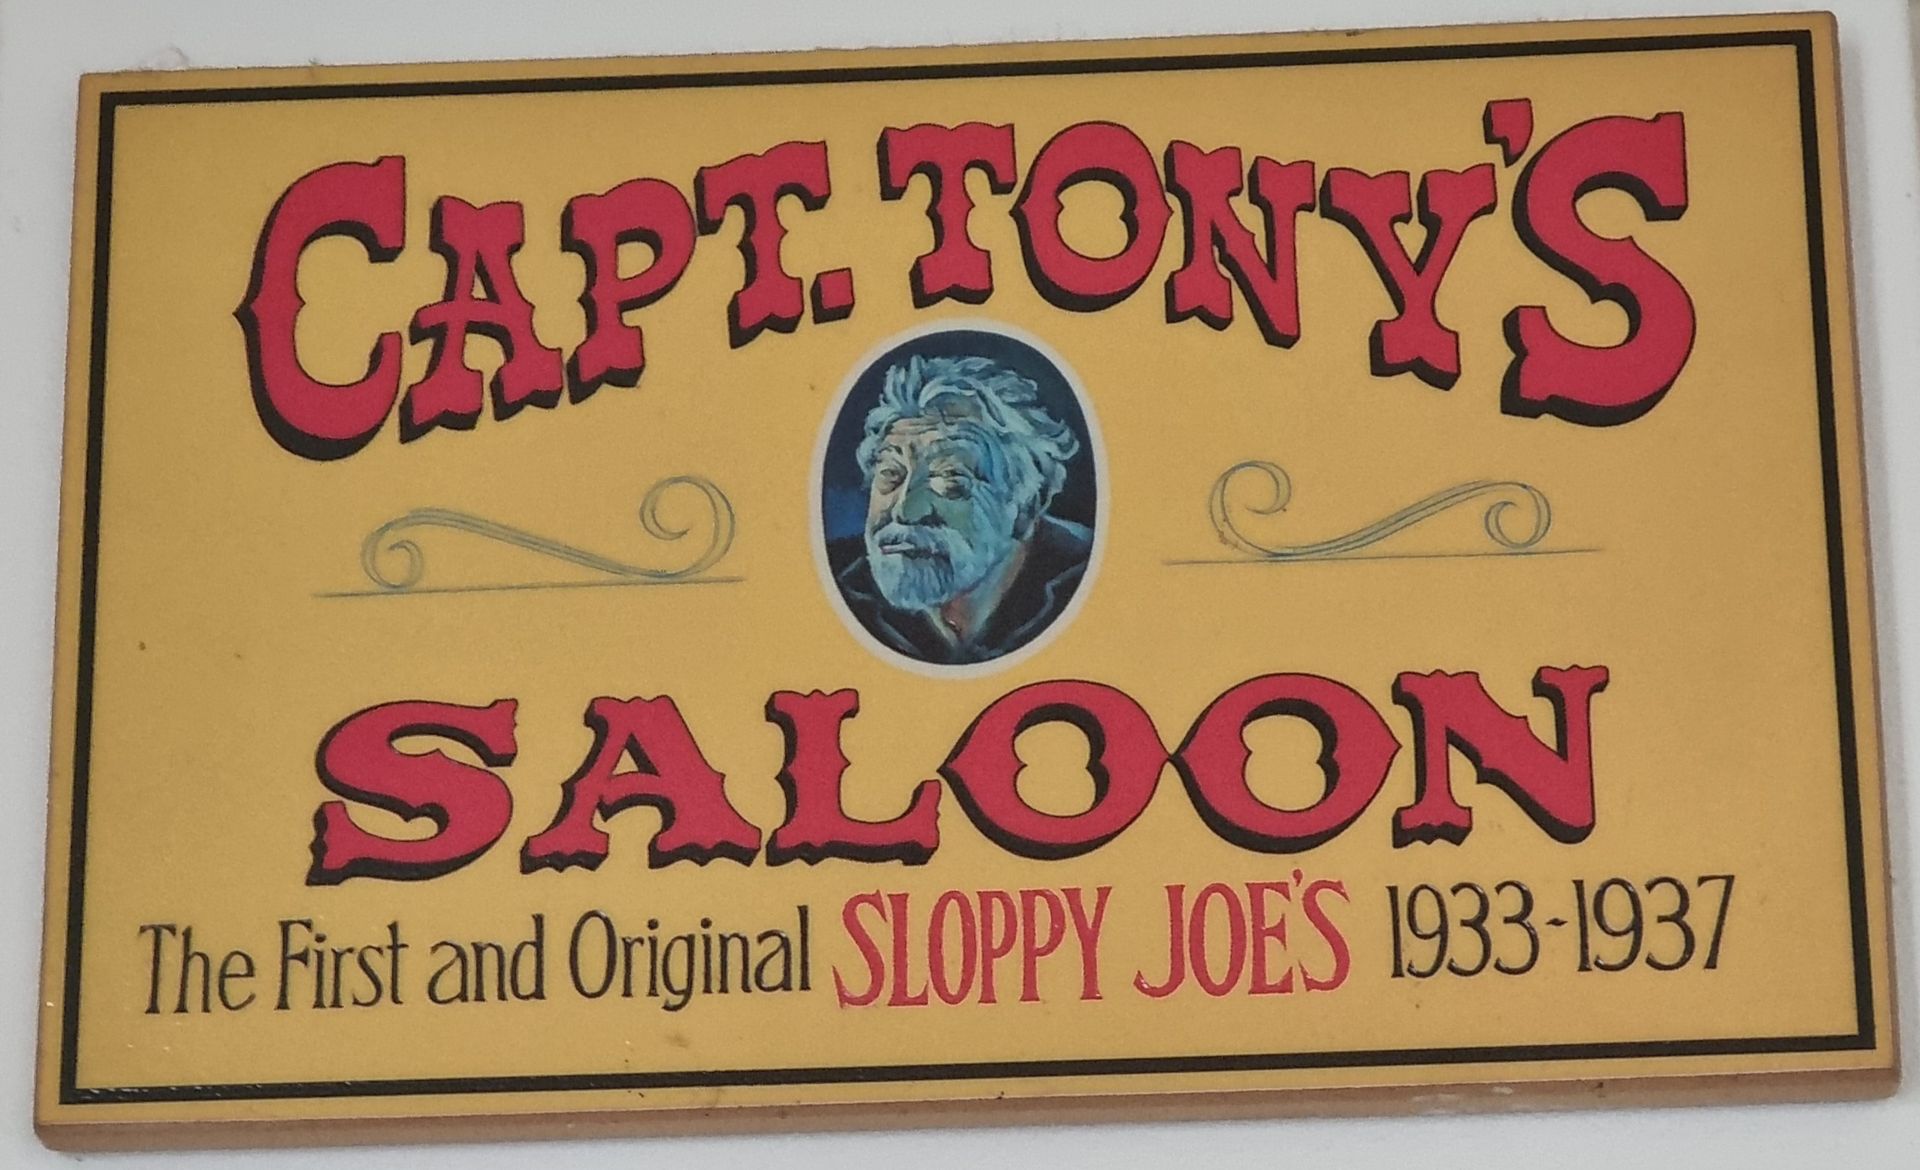 CAPT. TONY'S
SALOON
The First and Original SLOPPY JOE'S 1933-1937